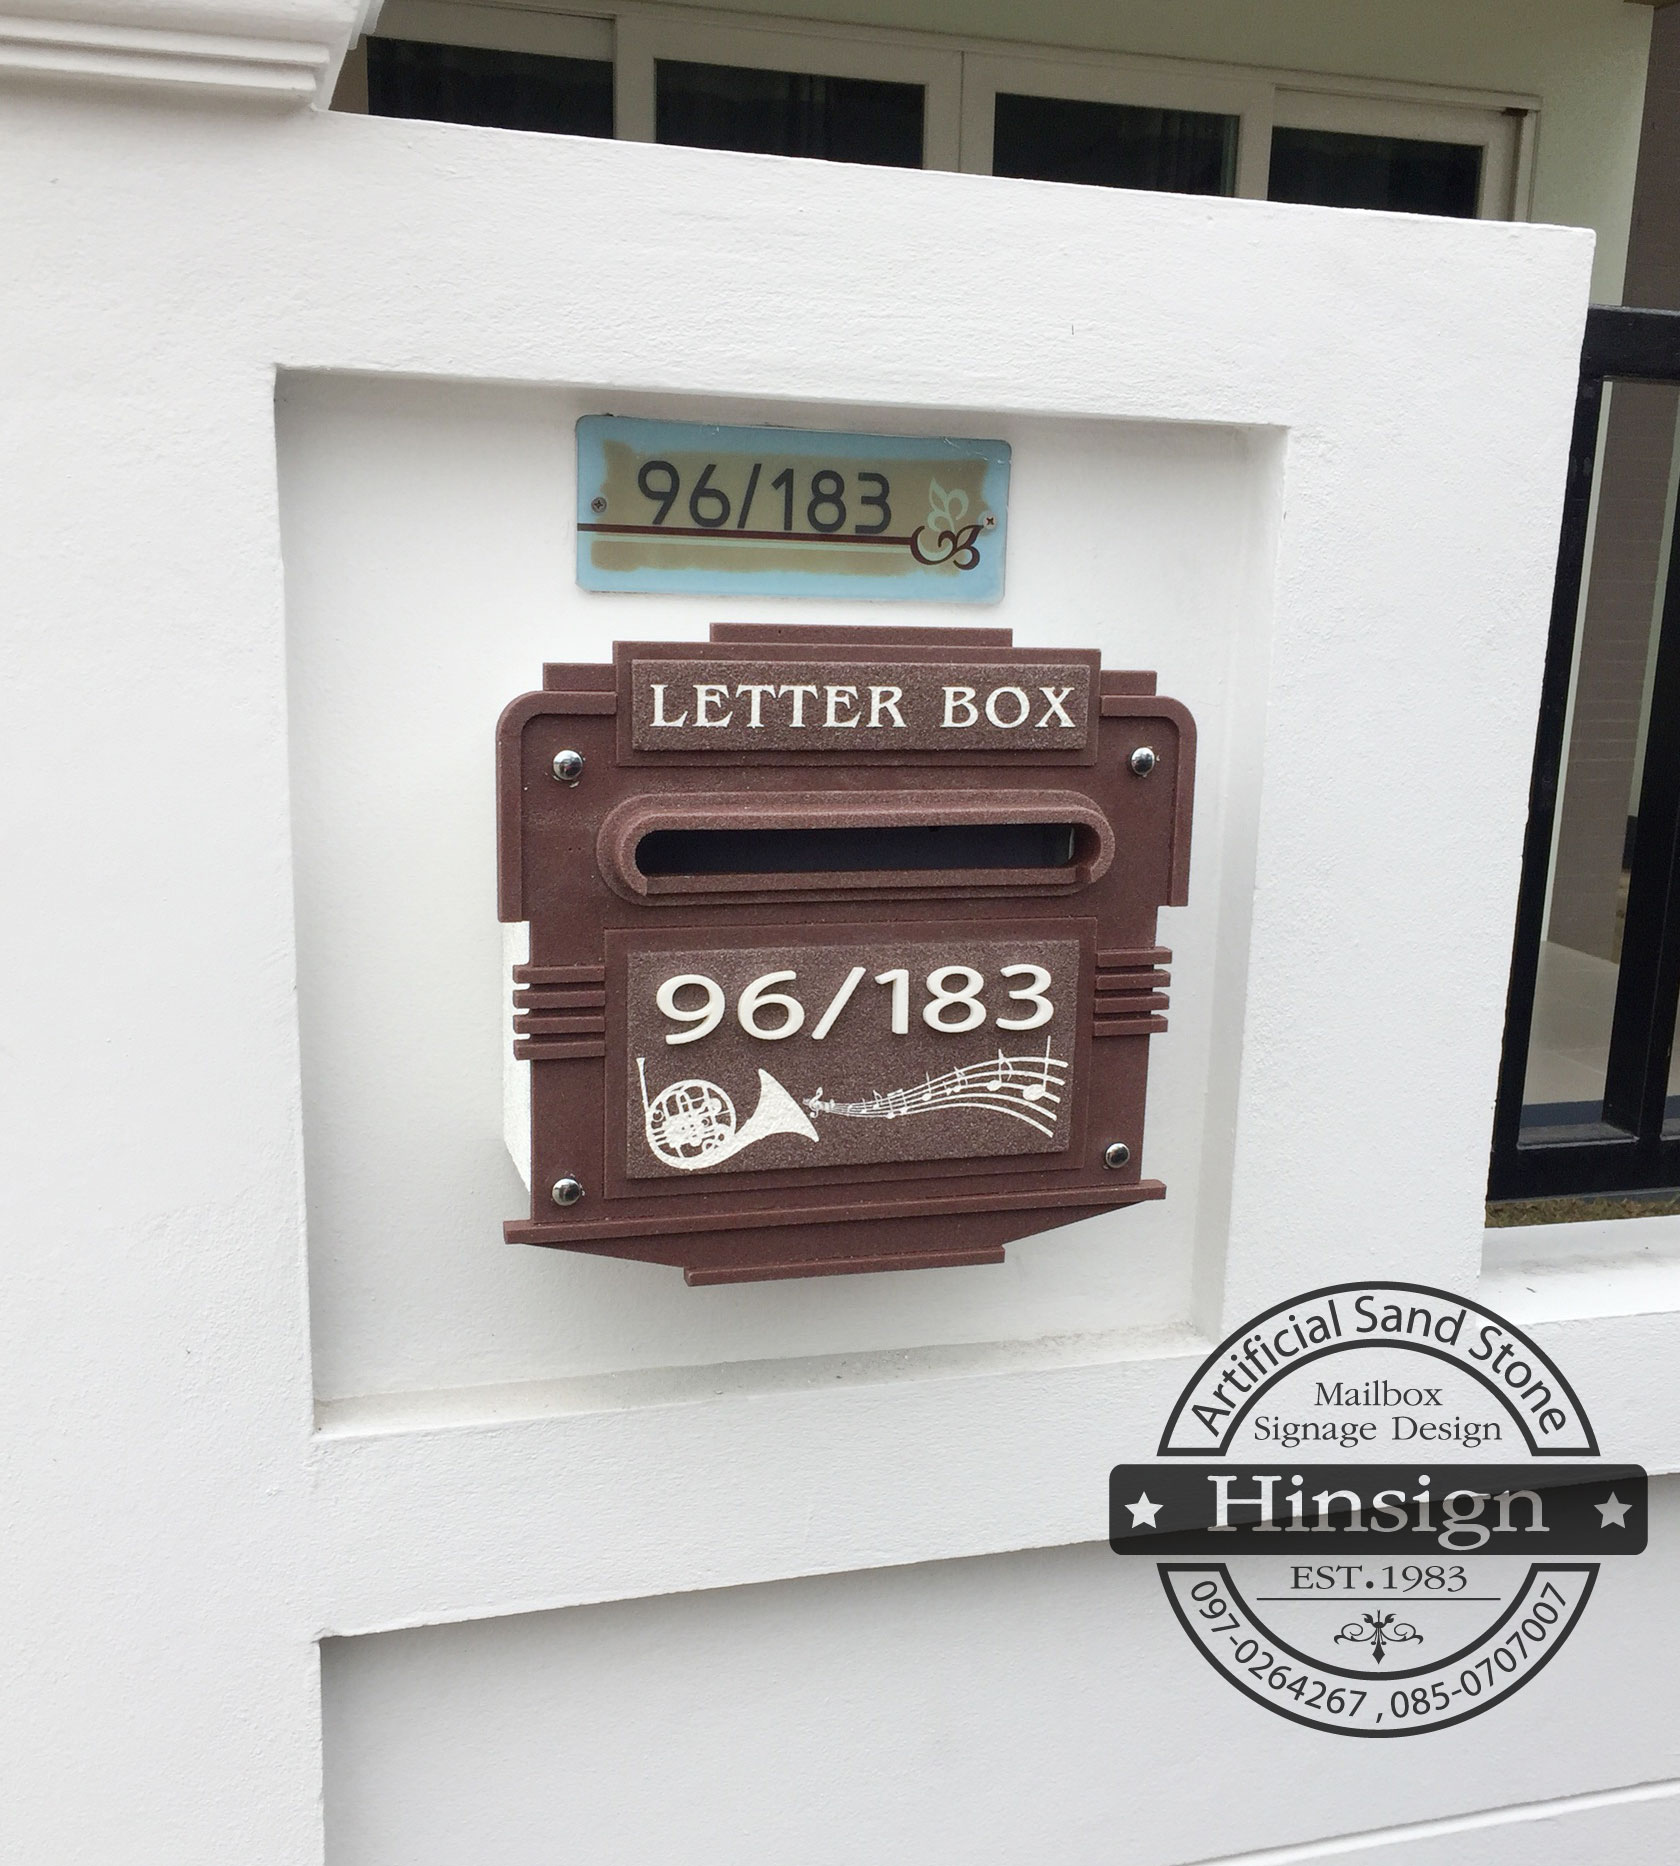 96/183
LETTER BOX
96/183
Artificial Sand Stone
Mailbox
Signage Design
Hinsign
EST.1983
097-0264267 , 085-0707007